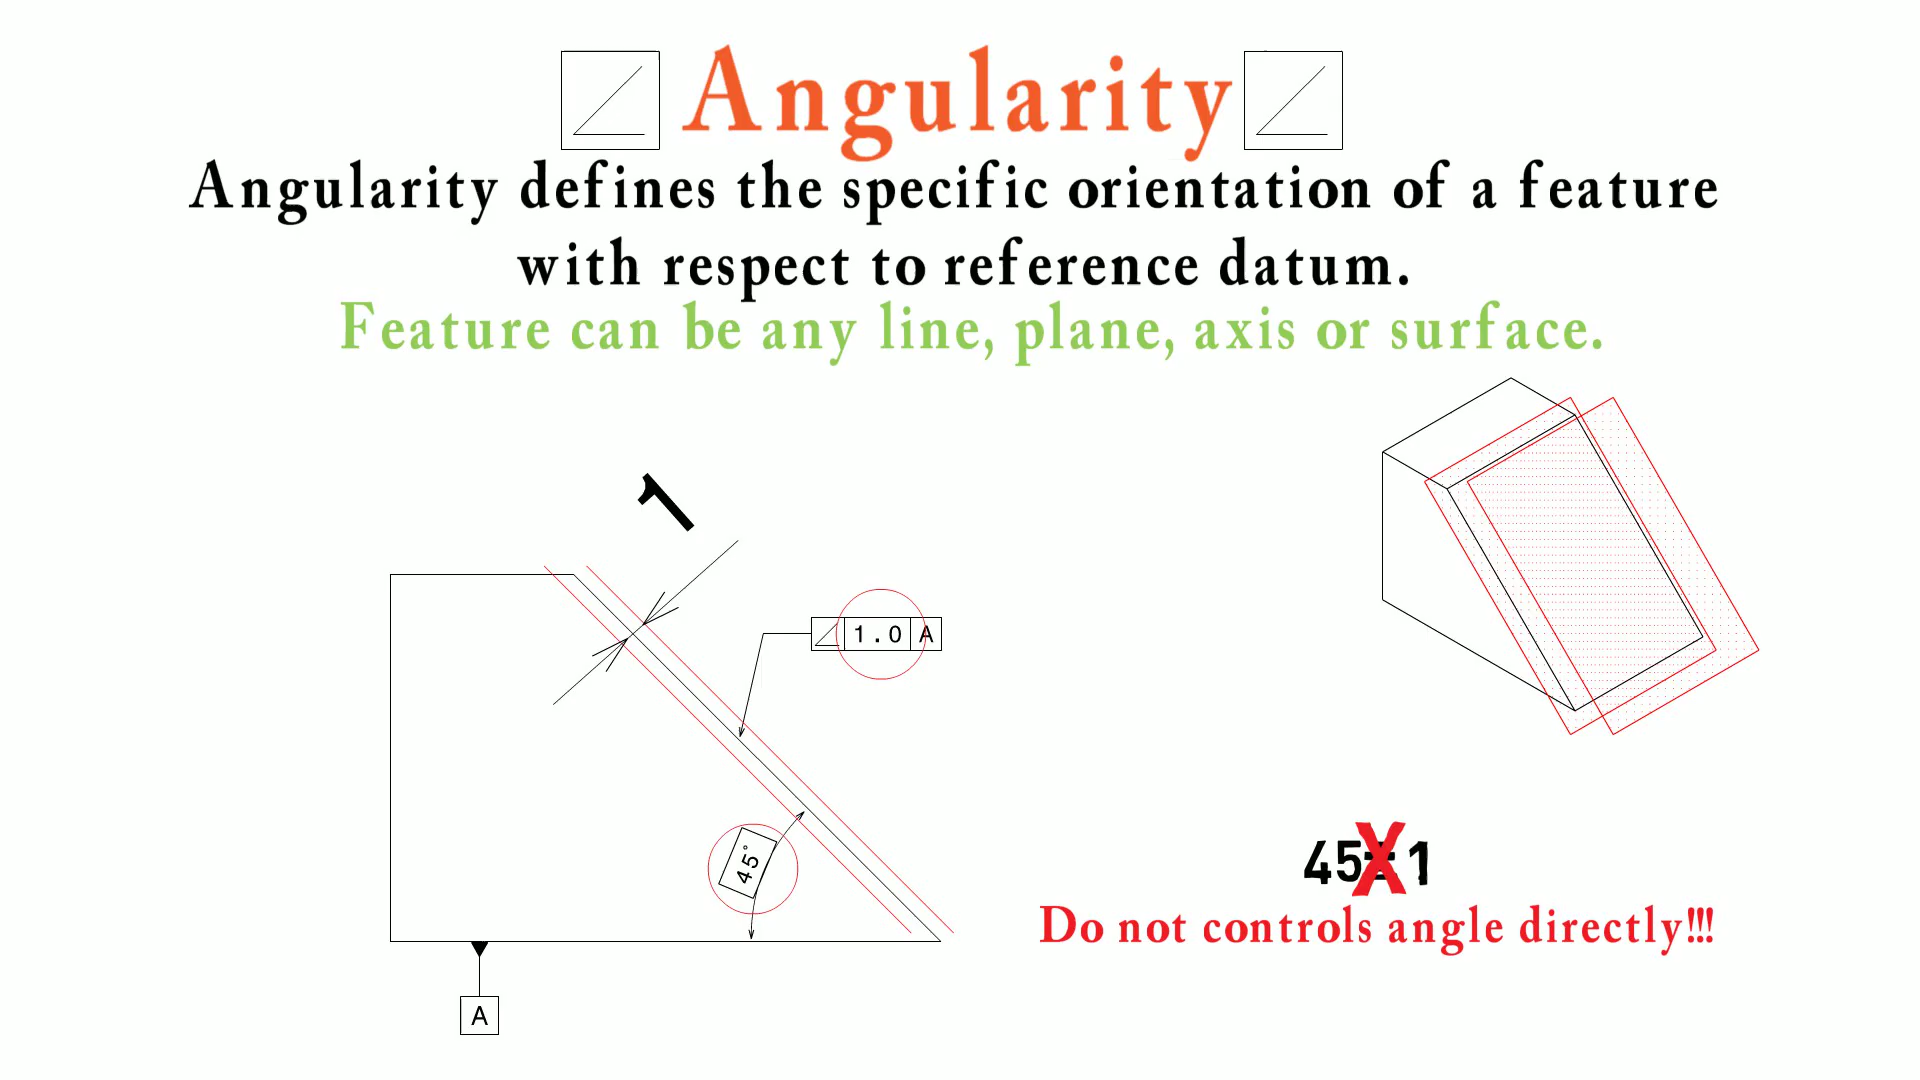 Angularity
Angularity defines the specific orientation of a feature
with respect to reference datum.
Feature can be any line, plane, axis or surface.
1
1.0 A
45°
A
45 1
Do not controls angle directly!!!